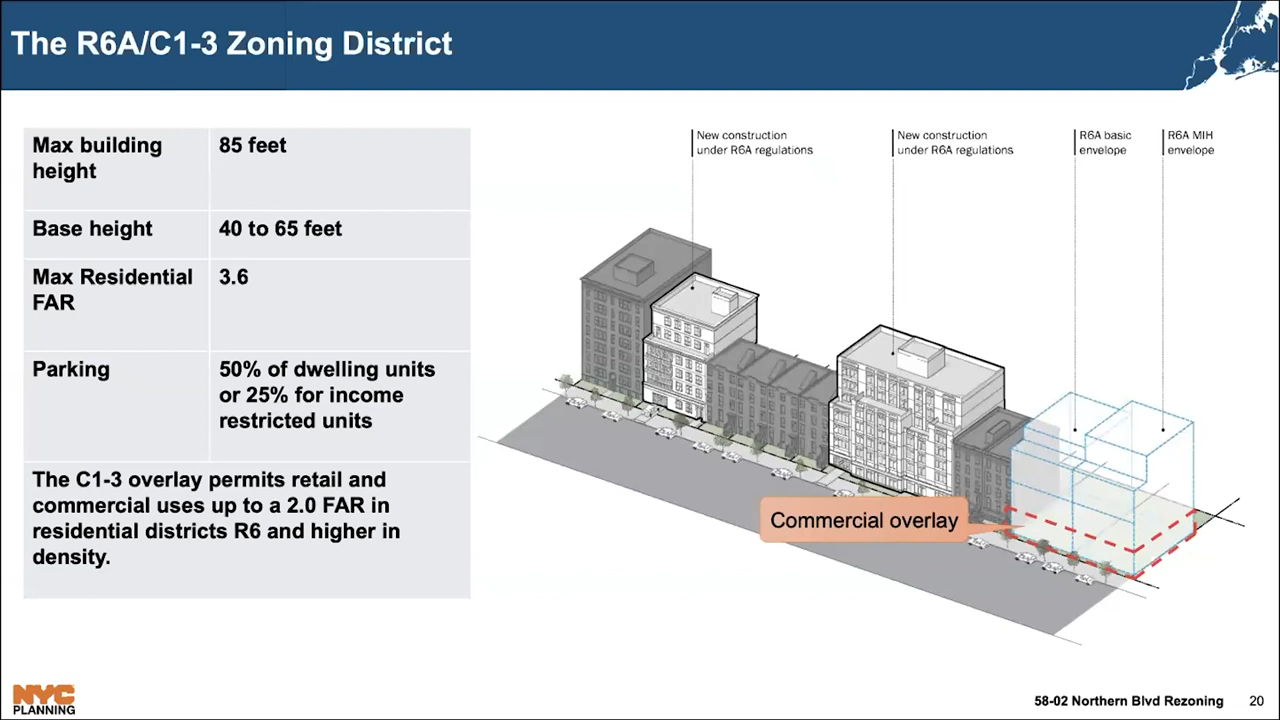 The R6A/C1-3 Zoning District
Max building
height
85 feet
Base height
40 to 65 feet
Max Residential
FAR
3.6
Parking
50% of dwelling units
or 25% for income
restricted units
The C1-3 overlay permits retail and
commercial uses up to a 2.0 FAR in
residential districts R6 and higher in
density.
New construction
under R6A regulations
New construction
under R6A regulations
R6A basic
envelope
R6A MIH
envelope
Commercial overlay
NYC
PLANNING
58-02 Northern Blvd Rezoning
20